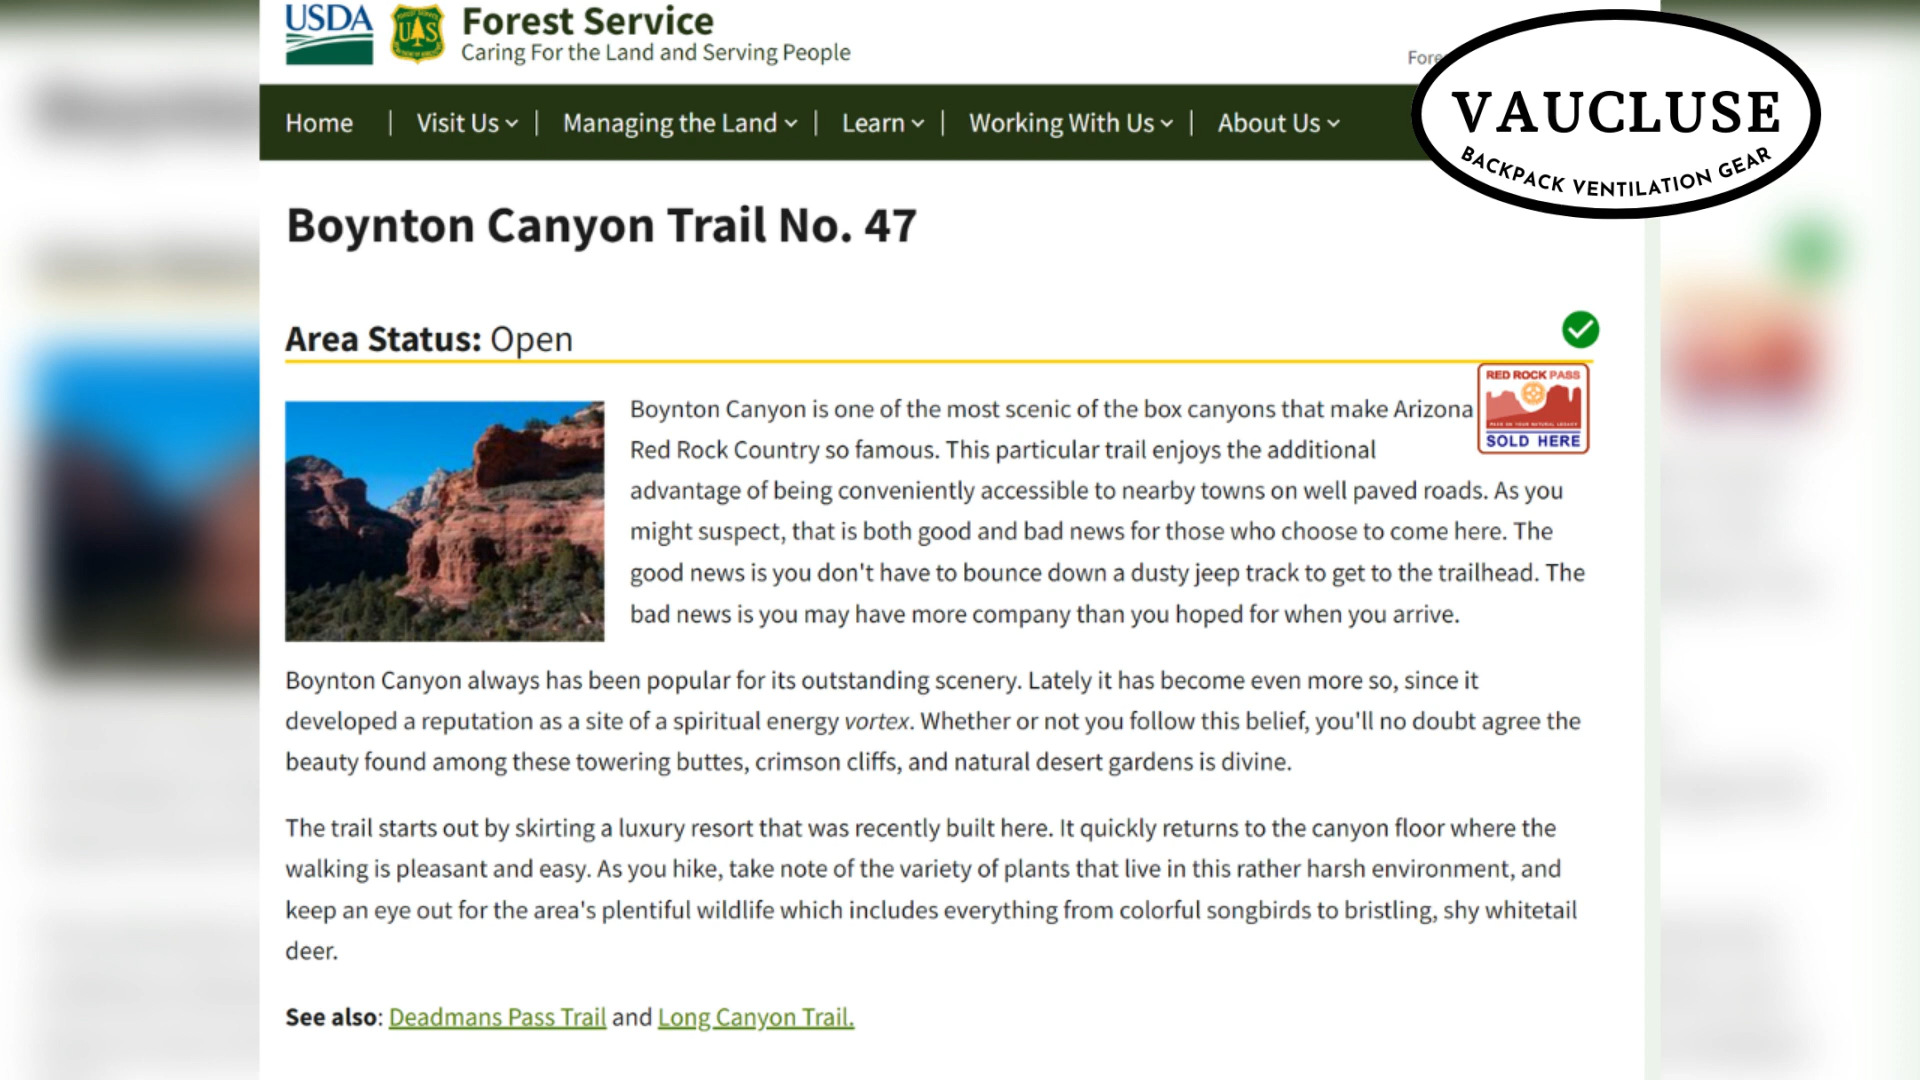 USDA
Forest Service
Caring For the Land and Serving People
VAUCLUSE
BACKPACK VENTILATION GEAR
Home | Visit Us | Managing the Land | Learn | Working With Us | About Us
Boynton Canyon Trail No. 47
Area Status: Open
RED ROCK PASS
SOLD HERE
Boynton Canyon is one of the most scenic of the box canyons that make Arizona
Red Rock Country so famous. This particular trail enjoys the additional
advantage of being conveniently accessible to nearby towns on well paved roads. As you
might suspect, that is both good and bad news for those who choose to come here. The
good news is you don't have to bounce down a dusty jeep track to get to the trailhead. The
bad news is you may have more company than you hoped for when you arrive.
Boynton Canyon always has been popular for its outstanding scenery. Lately it has become even more so, since it
developed a reputation as a site of a spiritual energy vortex. Whether or not you follow this belief, you'll no doubt agree the
beauty found among these towering buttes, crimson cliffs, and natural desert gardens is divine.
The trail starts out by skirting a luxury resort that was recently built here. It quickly returns to the canyon floor where the
walking is pleasant and easy. As you hike, take note of the variety of plants that live in this rather harsh environment, and
keep an eye out for the area's plentiful wildlife which includes everything from colorful songbirds to bristling, shy whitetail
deer.
See also: Deadmans Pass Trail and Long Canyon Trail.